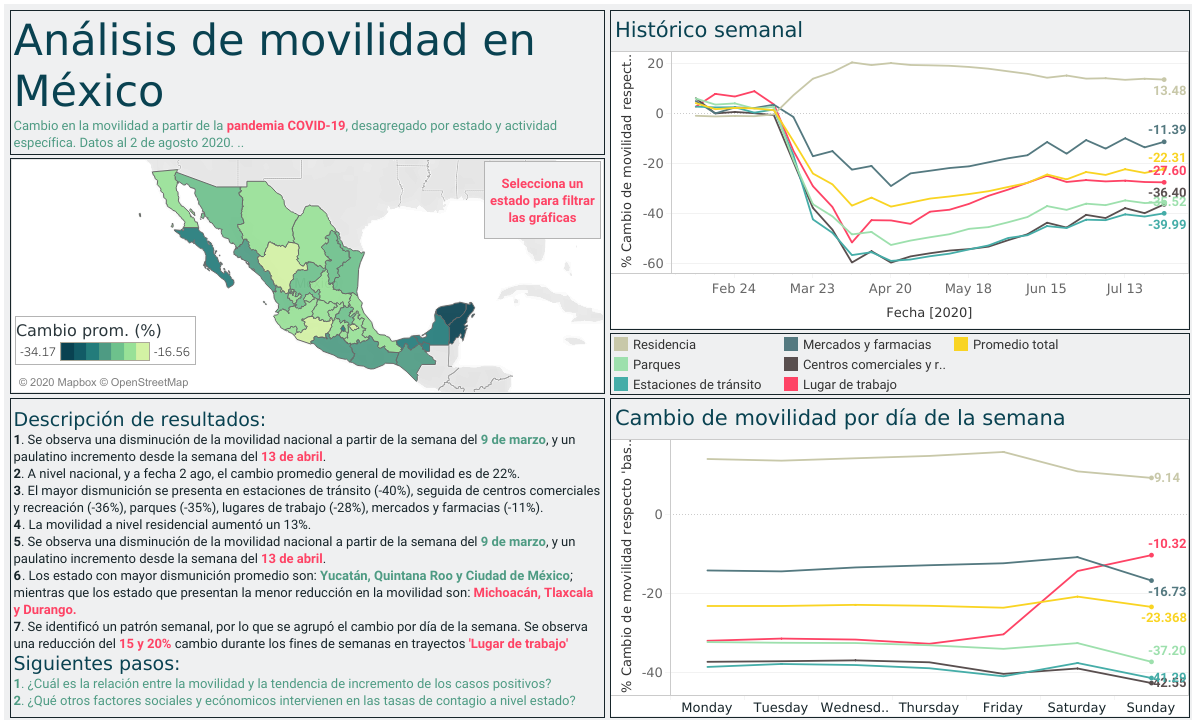 Análisis de movilidad en
México
Cambio en la movilidad a partir de la pandemia COVID-19, desagregado por estado y actividad
específica. Datos al 2 de agosto 2020. ..
Selecciona un
estado para filtrar
las gráficas
Cambio prom. (%)
-34.17 -16.56
© 2020 Mapbox © OpenStreetMap
Descripción de resultados:
1. Se observa una disminución de la movilidad nacional a partir de la semana del 9 de marzo, y un
paulatino incremento desde la semana del 13 de abril.
2. A nivel nacional, y a fecha 2 ago, el cambio promedio general de movilidad es de 22%.
3. El mayor dismunición se presenta en estaciones de tránsito (-40%), seguida de centros comerciales
y recreación (-36%), parques (-35%), lugares de trabajo (-28%), mercados y farmacias (-11%).
4. La movilidad a nivel residencial aumentó un 13%.
5. Se observa una disminución de la movilidad nacional a partir de la semana del 9 de marzo, y un
paulatino incremento desde la semana del 13 de abril.
6. Los estado con mayor dismunición promedio son: Yucatán, Quintana Roo y Ciudad de México;
mientras que los estado que presentan la menor reducción en la movilidad son: Michoacán, Tlaxcala
y Durango.
7. Se identificó un patrón semanal, por lo que se agrupó el cambio por día de la semana. Se observa
una reducción del 15 y 20% cambio durante los fines de semanas en trayectos 'Lugar de trabajo'
Siguientes pasos:
1. ¿Cuál es la relación entre la movilidad y la tendencia de incremento de los casos positivos?
2. ¿Qué otros factores sociales y ecónomicos intervienen en las tasas de contagio a nivel estado?
Histórico semanal
% Cambio de movilidad respect..
20
0
-20
-40
-60
13.48
-11.39
-22.31
-27.60
-36.40
-39.99
Feb 24 Mar 23 Apr 20 May 18 Jun 15 Jul 13
Fecha [2020]
Residencia Mercados y farmacias Promedio total
Parques Centros comerciales y r..
Estaciones de tránsito Lugar de trabajo
Cambio de movilidad por día de la semana
% Cambio de movilidad respecto 'bas..
0
-20
-40
9.14
-10.32
-16.73
-23.368
-37.20
-41.29
-42.55
Monday Tuesday Wednesd.. Thursday Friday Saturday Sunday